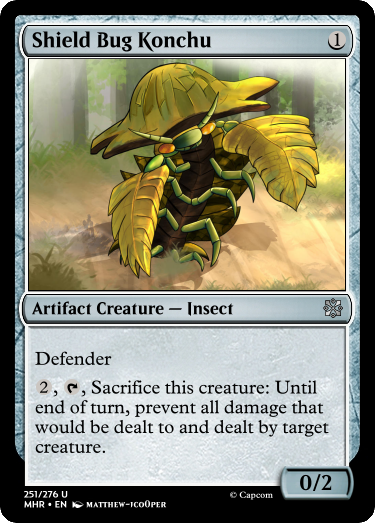 Shield Bug Konchu 1
Artifact Creature — Insect
Defender
2, , Sacrifice this creature: Until
end of turn, prevent all damage that
would be dealt to and dealt by target
creature.
0/2
251/276 U
MHR • EN MATTHEW-JCOOPER
© Capcom